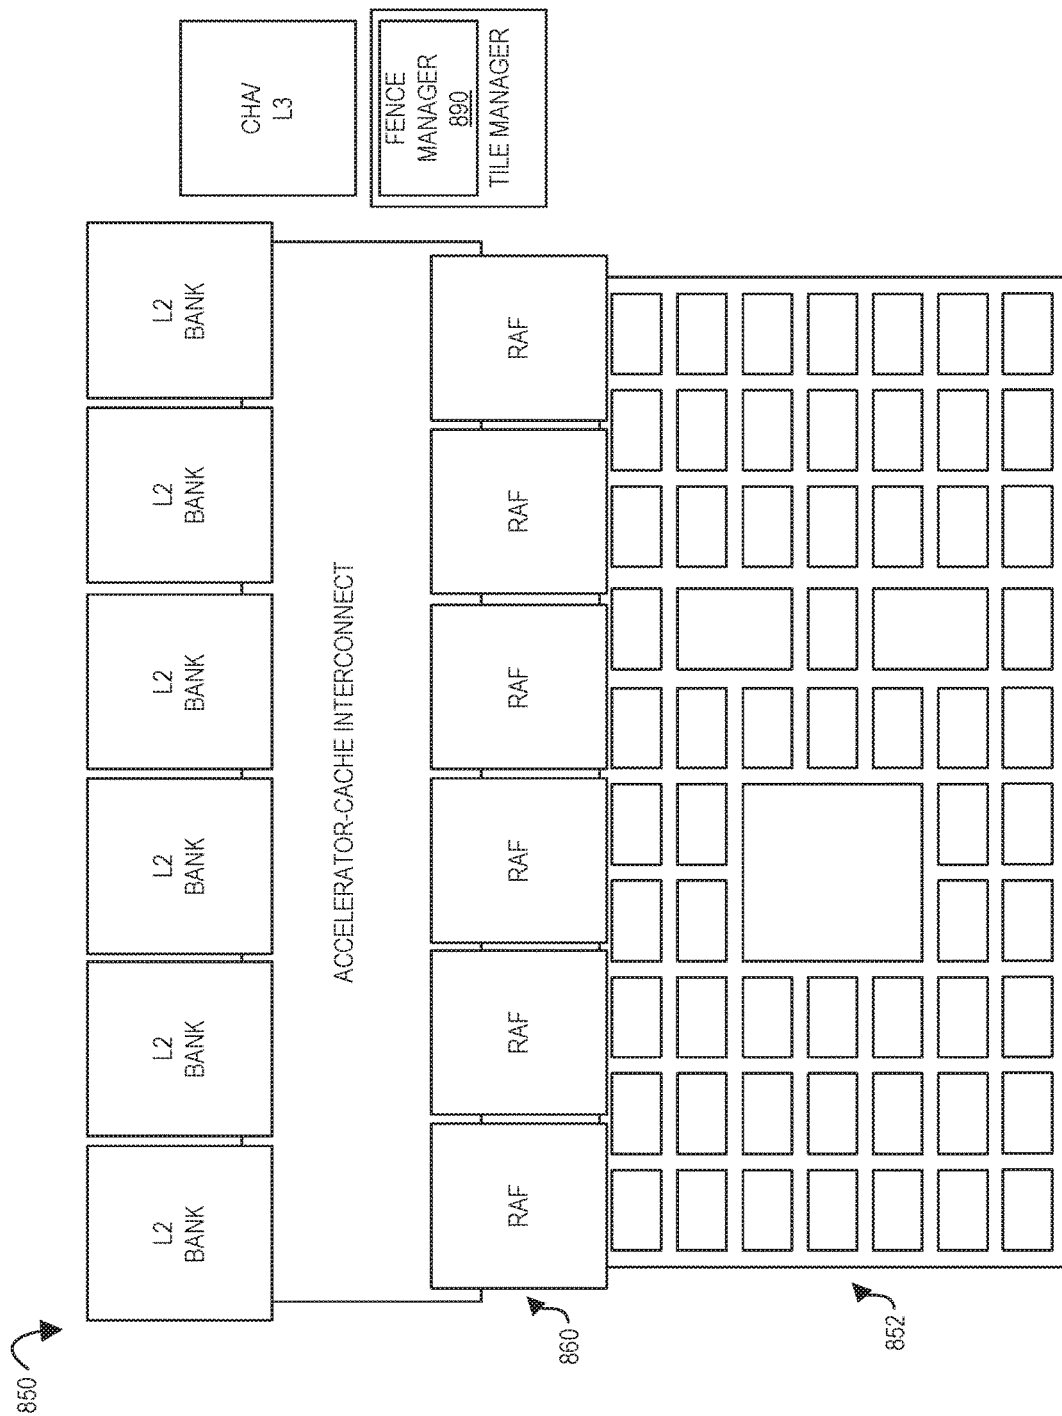 850
L2
BANK
L2
BANK
L2
BANK
L2
BANK
L2
BANK
L2
BANK
CHA/
L3
ACCELERATOR-CACHE INTERCONNECT
FENCE
MANAGER
890
TILE MANAGER
RAF
RAF
RAF
RAF
RAF
RAF
860
852